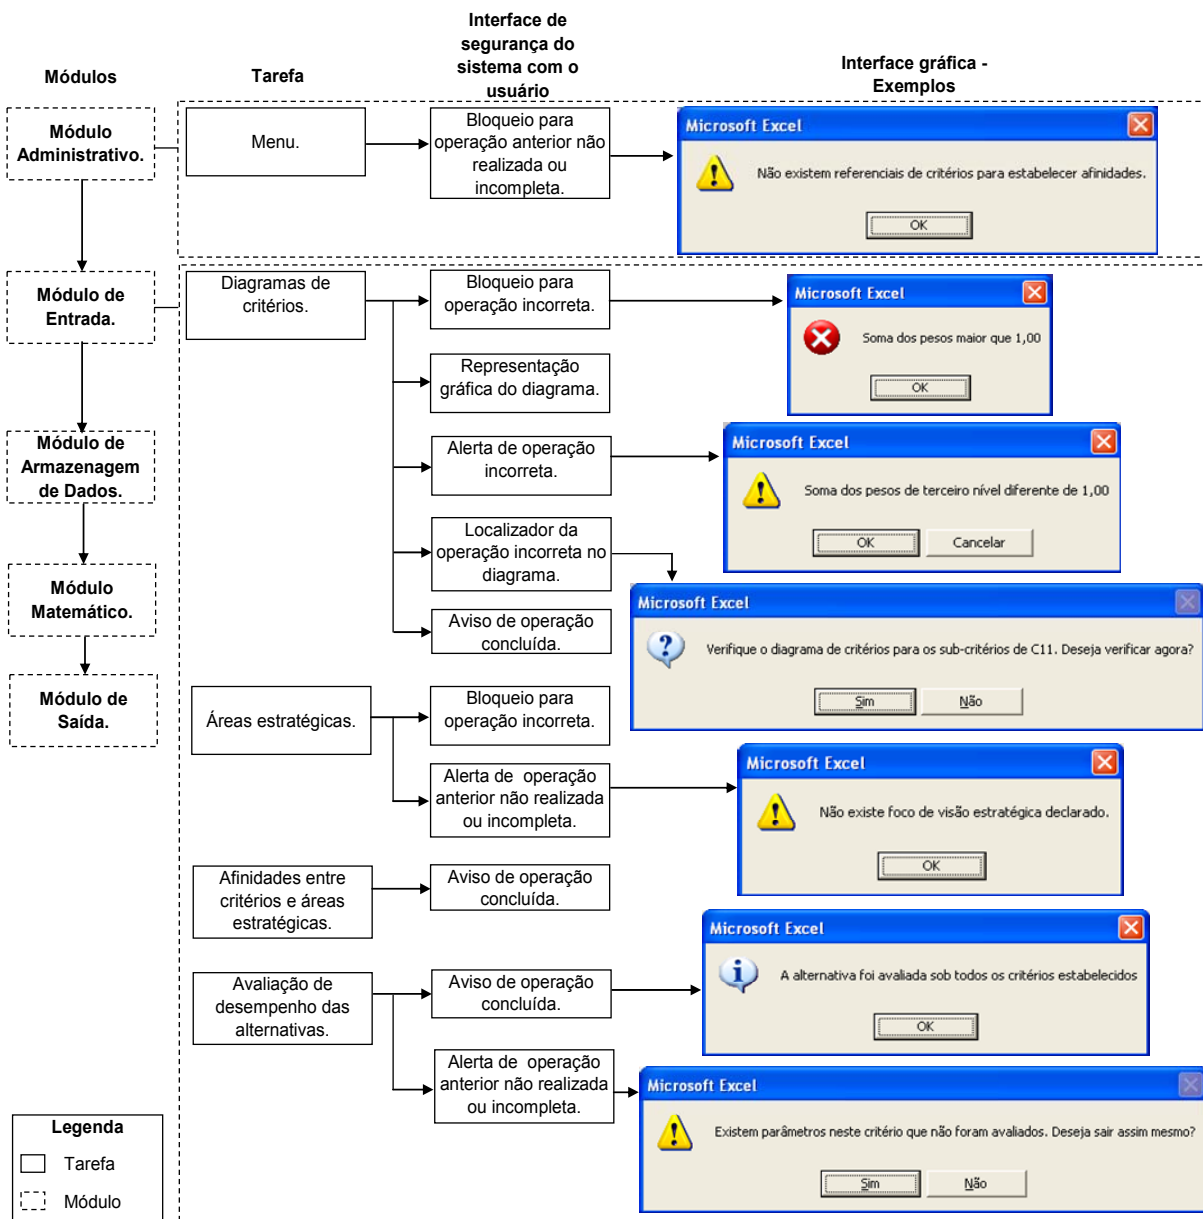 Módulos
Tarefa
Interface de
segurança do
sistema com o
usuário
Interface gráfica -
Exemplos
Módulo
Administrativo.
Menu.
Bloqueio para
operação anterior não
realizada ou
incompleta.
Microsoft Excel
Não existem referenciais de critérios para estabelecer afinidades.
OK
Módulo de
Entrada.
Diagramas de
critérios.
Bloqueio para
operação incorreta.
Microsoft Excel
Soma dos pesos maior que 1,00
OK
Representação
gráfica do diagrama.
Módulo de
Armazenagem
de Dados.
Alerta de operação
incorreta.
Microsoft Excel
Soma dos pesos de terceiro nível diferente de 1,00
OK
Cancelar
Localizador da
operação incorreta no
diagrama.
Módulo
Matemático.
Microsoft Excel
Verifique o diagrama de critérios para os sub-critérios de C11. Deseja verificar agora?
Sim
Não
Aviso de operação
concluída.
Módulo de
Saída.
Áreas estratégicas.
Bloqueio para
operação incorreta.
Alerta de operação
anterior não realizada
ou incompleta.
Microsoft Excel
Não existe foco de visão estratégica declarado.
OK
Afinidades entre
critérios e áreas
estratégicas.
Aviso de operação
concluída.
Avaliação de
desempenho das
alternativas.
Aviso de operação
concluída.
Microsoft Excel
A alternativa foi avaliada sob todos os critérios estabelecidos
OK
Alerta de operação
anterior não realizada
ou incompleta.
Microsoft Excel
Existem parâmetros neste critério que não foram avaliados. Deseja sair assim mesmo?
Sim
Não
Legenda
Tarefa
Módulo